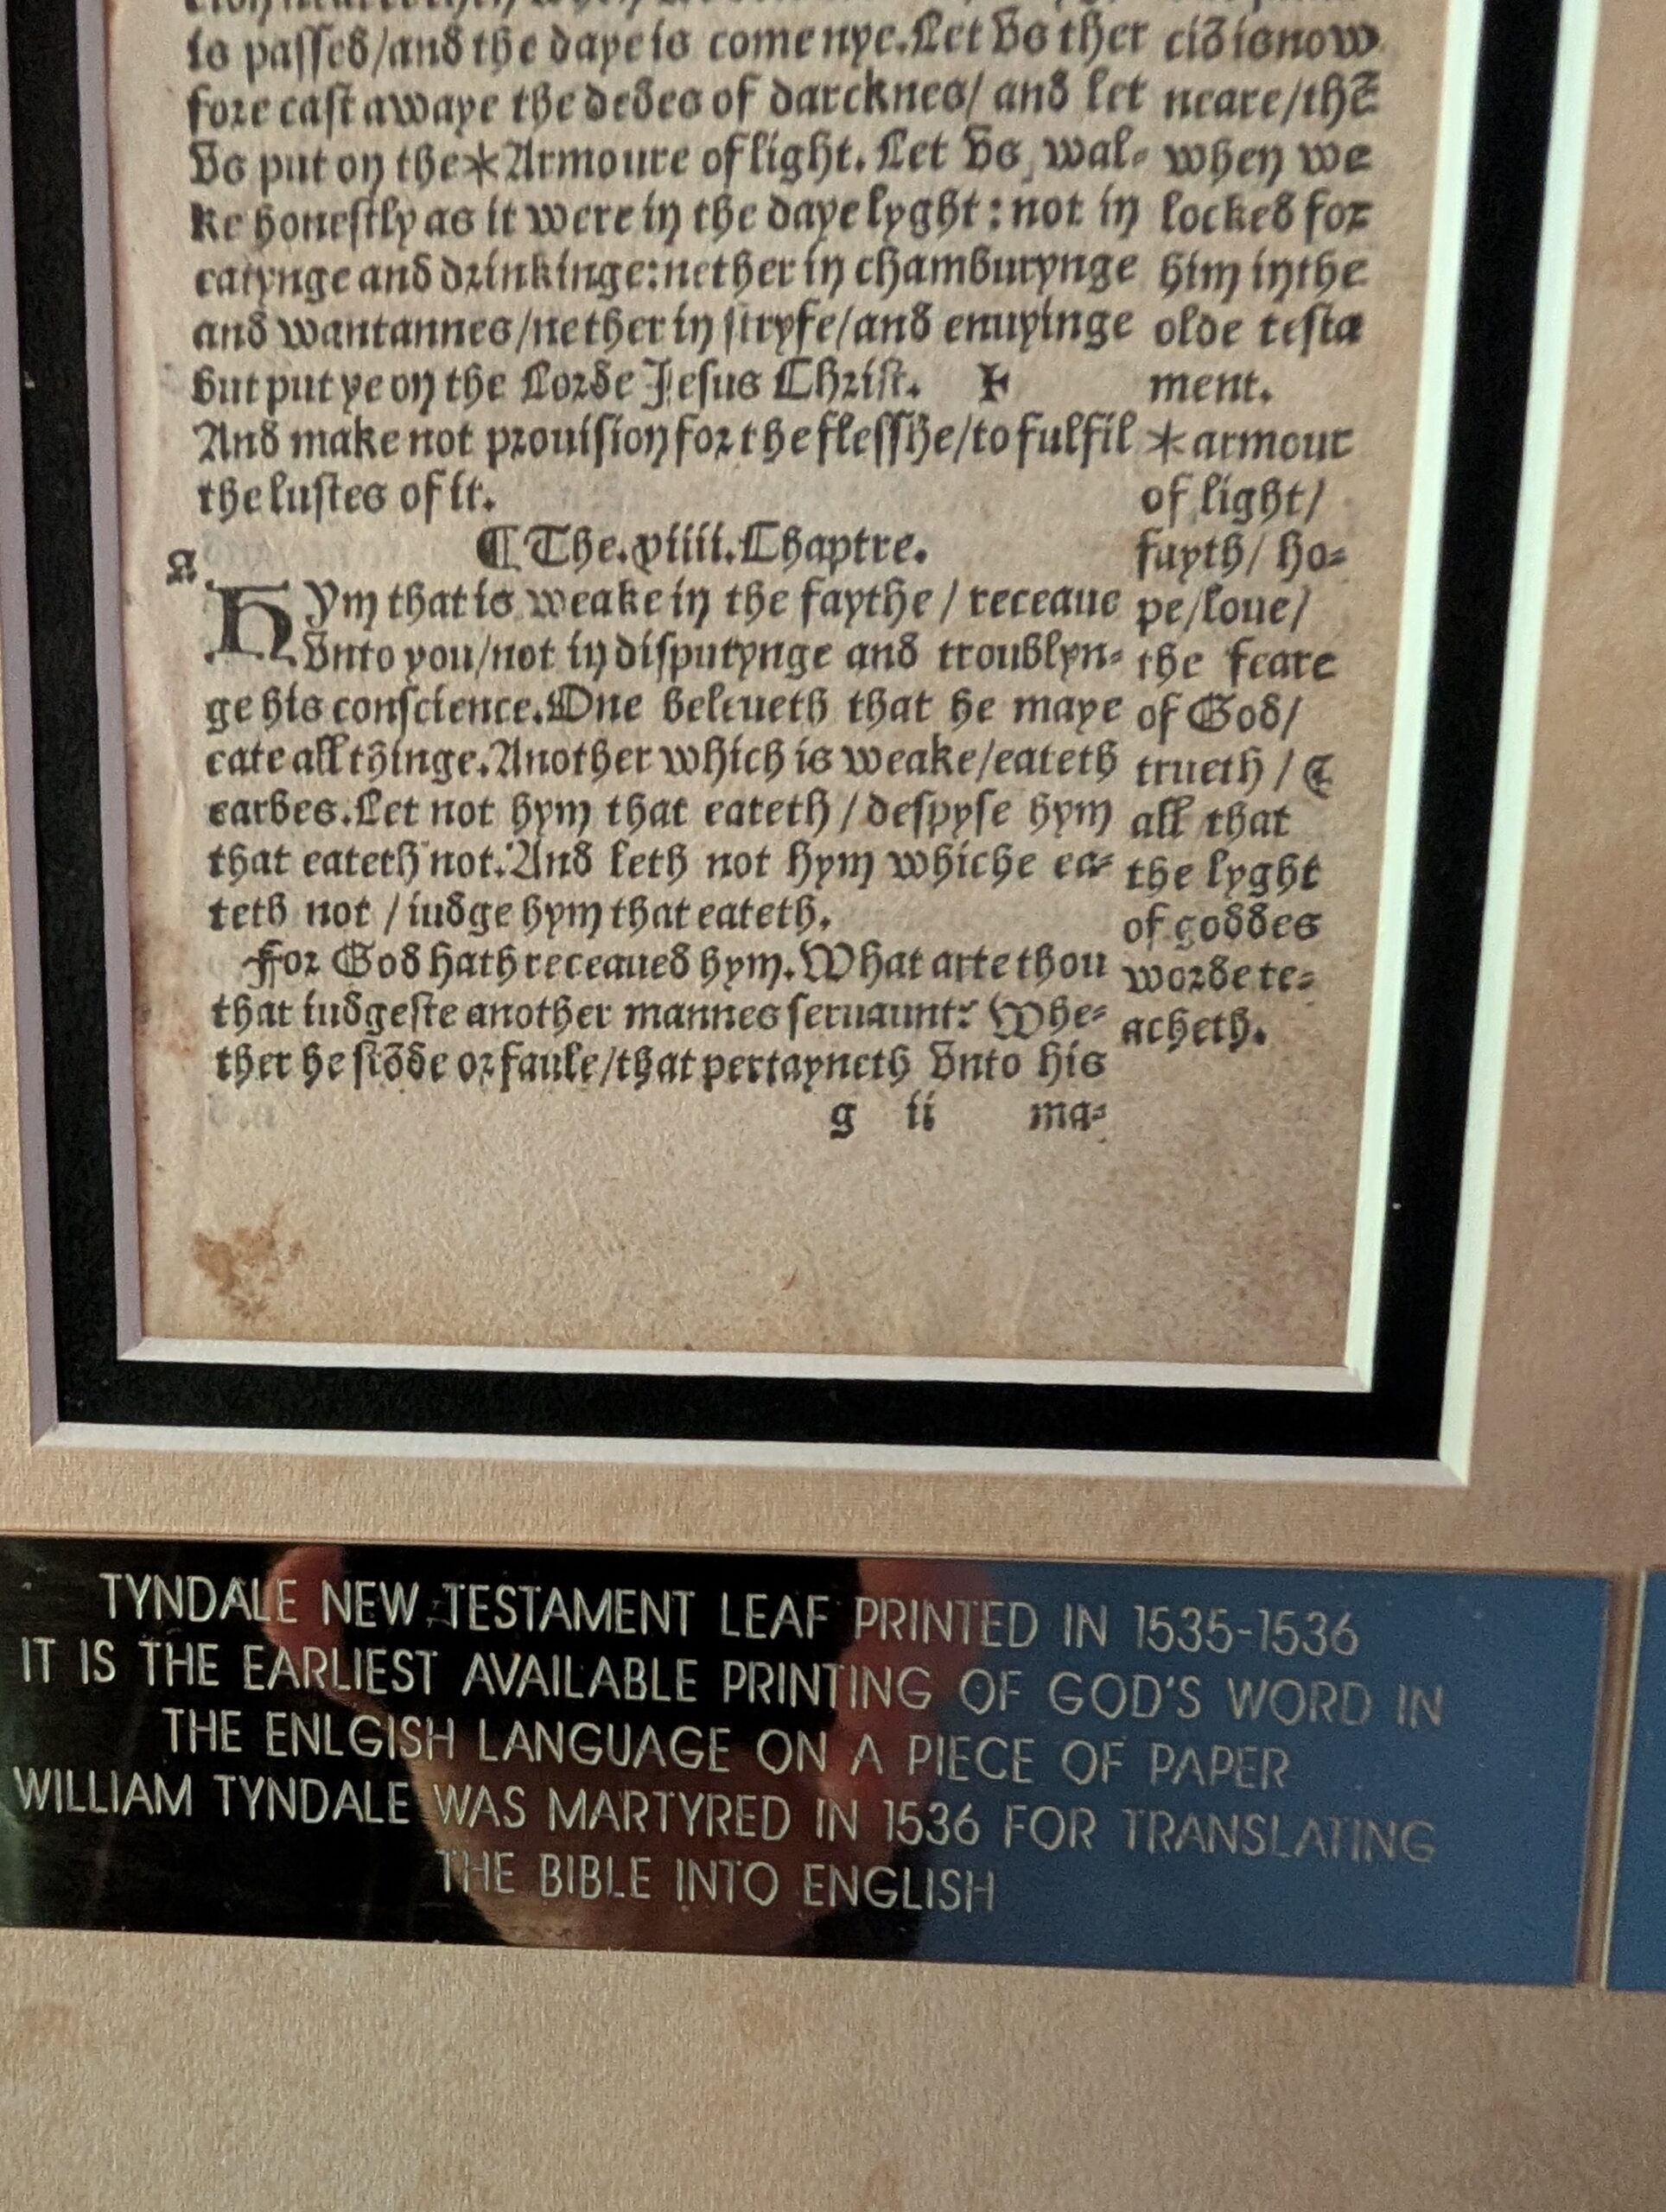 is passed/and the daye is come nye. Let vs ther
fore cast awaye the dedes of darcknes/ and let
vs put on the * Armoure of light. Let vs wal-
ke honestly as it were in the daye lyght: not in
eatynge and drinkinge: nether in chamburynge
and wantannes/nether in stryfe/and enuyinge
but put ye on the Lorde Jesus Christ. ✠
And make not prouision for the flesshe/to fulfil
the lustes of it.
¶ The .xiiii. Chaptre.
A
HYm that is weake in the faythe / receaue
vnto you/not in disputynge and troublyn-
ge his conscience. One beleueth that he maye
eate all thinge. Another which is weake/eateth
earbes. Let not hym that eateth / despyse hym
that eateth not. And leth not hym whiche ea-
teth not / iudge hym that eateth.
For God hath receaued hym. What arte thou
that iudgeste another mannes seruaunt? Whe-
ther he stōde or faule/that pertayneth vnto his
g ii ma-
ciō is now
neare/thē
when we
loked for
him in the
olde testa
ment.
* armour
of light/
fayth/ ho-
pe/loue/
the feare
of God/
trueth / &
all that
the lyght
of goddes
worde te-
acheth.
TYNDALE NEW TESTAMENT LEAF PRINTED IN 1535-1536
IT IS THE EARLIEST AVAILABLE PRINTING OF GOD'S WORD IN
THE ENLGISH LANGUAGE ON A PIECE OF PAPER
WILLIAM TYNDALE WAS MARTYRED IN 1536 FOR TRANSLATING
THE BIBLE INTO ENGLISH